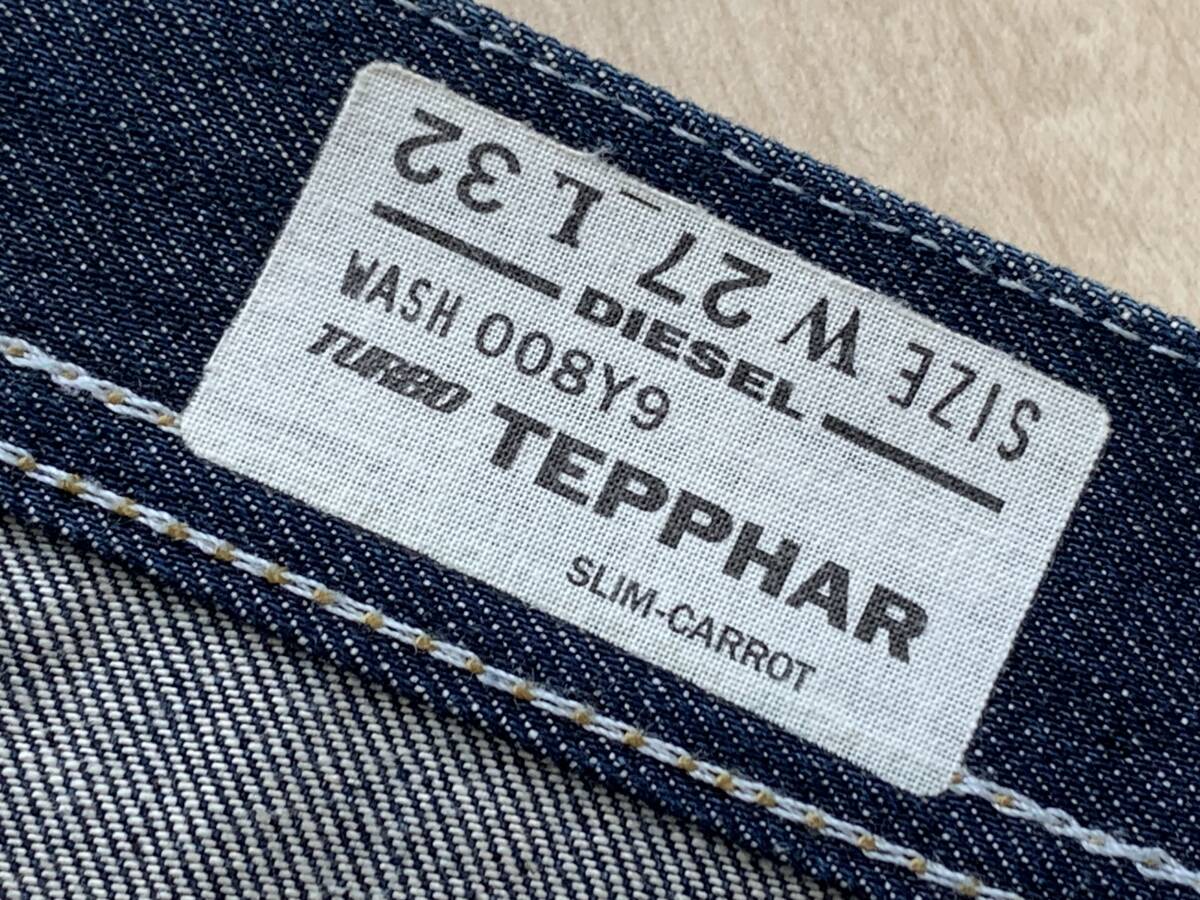 SIZE W 27 - L 32
DIESEL
WASH 008Y9
TURBO TEPPHAR
SLIM-CARROT